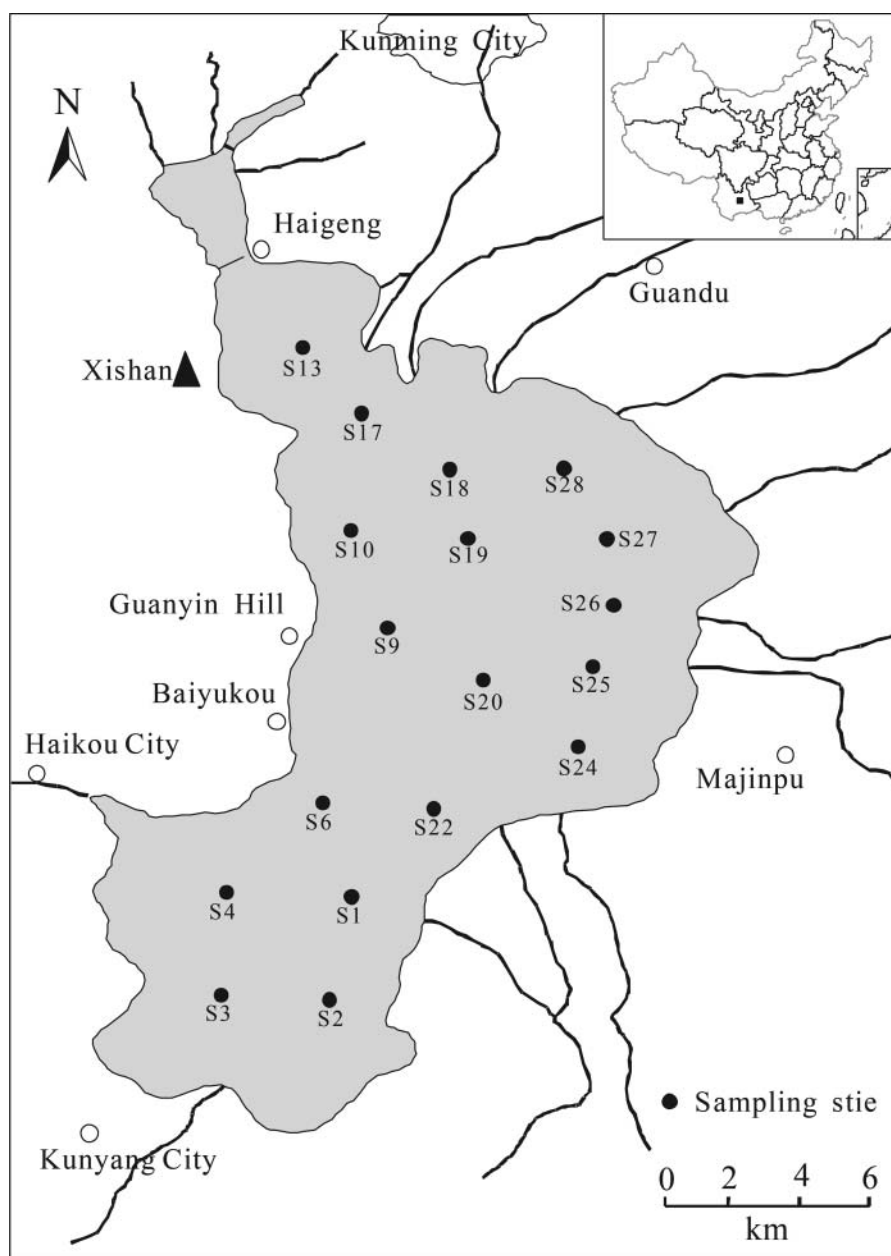 Kunming City
N
Haigeng
Guandu
Xishan
S13
S17
S18
S28
S10
S19
S27
Guanyin Hill
S26
S9
S25
Baiyukou
S20
Haikou City
S24
Majinpu
S6
S22
S4
S1
S3
S2
Sampling stie
Kunyang City
0 2 4 6
km